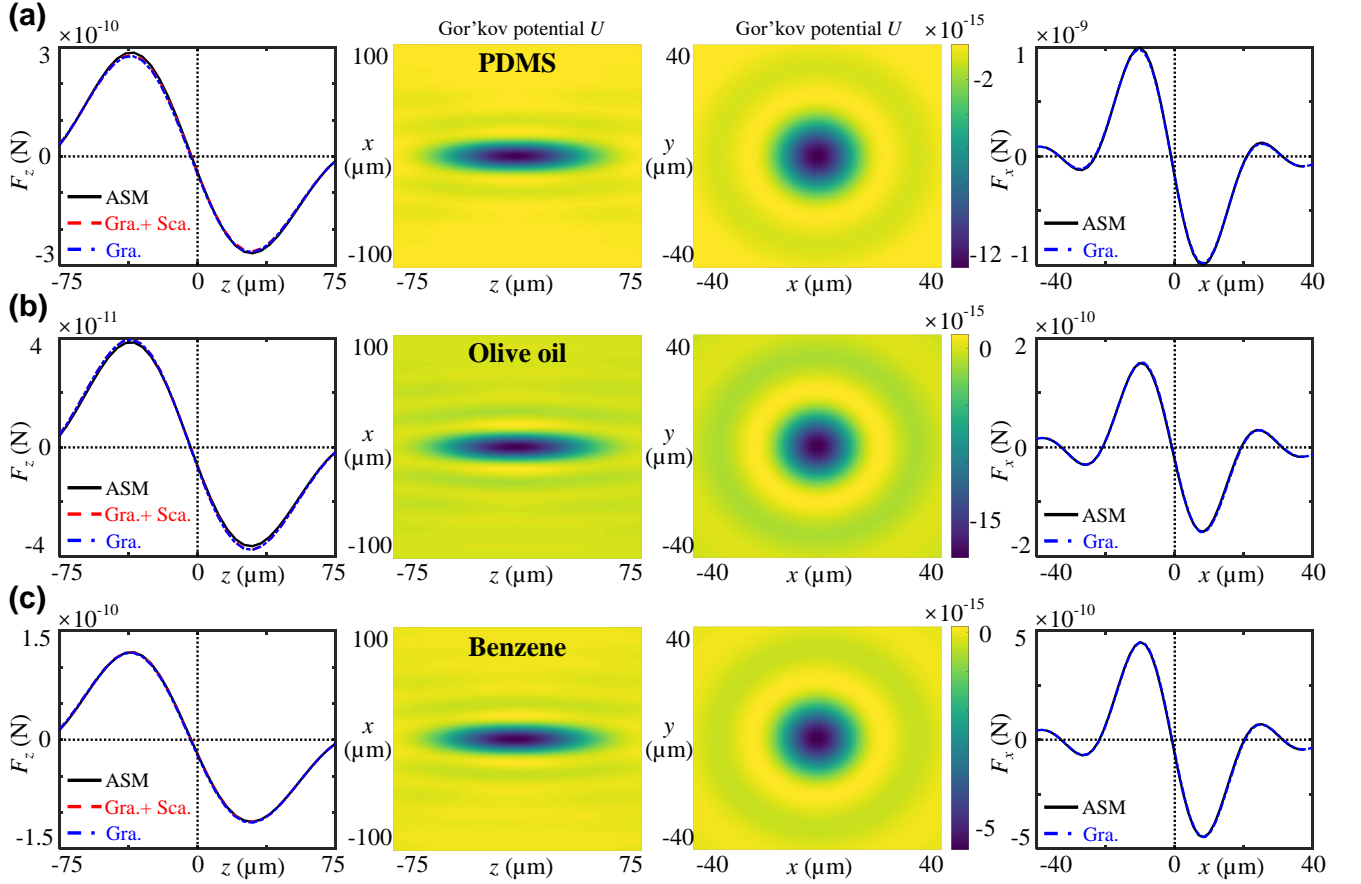 (a)
×10⁻¹⁰
3
0
-3
F_z (N)
ASM
Gra.+ Sca.
Gra.
-75
0
75
z (µm)
Gor’kov potential U
PDMS
100
x
(µm)
-100
-75
z (µm)
75
Gor’kov potential U
40
y
(µm)
-40
-40
x (µm)
40
×10⁻¹⁵
-2
-12
×10⁻⁹
1
0
-1
F_x (N)
ASM
Gra.
-40
-20
0
20
40
x (µm)
(b)
×10⁻¹¹
4
0
-4
F_z (N)
ASM
Gra.+ Sca.
Gra.
-75
0
75
z (µm)
Olive oil
100
x
(µm)
-100
-75
z (µm)
75
40
y
(µm)
-40
-40
x (µm)
40
×10⁻¹⁵
0
-15
×10⁻¹⁰
2
0
-2
F_x (N)
ASM
Gra.
-40
-20
0
20
40
x (µm)
(c)
×10⁻¹⁰
1.5
0
-1.5
F_z (N)
ASM
Gra.+ Sca.
Gra.
-75
0
75
z (µm)
Benzene
100
x
(µm)
-100
-75
z (µm)
75
40
y
(µm)
-40
-40
x (µm)
40
×10⁻¹⁵
0
-5
×10⁻¹⁰
5
0
-5
F_x (N)
ASM
Gra.
-40
-20
0
20
40
x (µm)